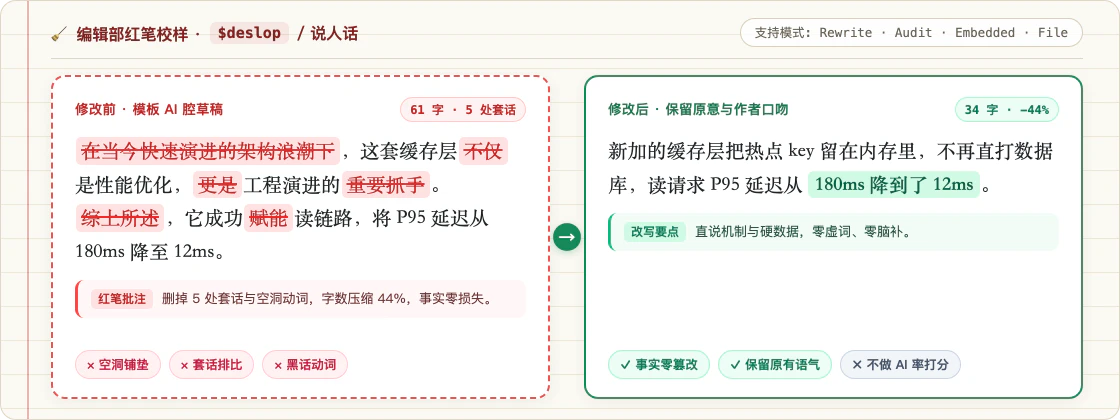 🧹 编辑部红笔校样 · $deslop / 说人话
支持模式: Rewrite · Audit · Embedded · File
修改前 · 模板 AI 腔草稿
61 字 · 5 处套话
在当今快速演进的架构浪潮下，这套缓存层不仅
是性能优化，更是工程演进的重要抓手。
综上所述，它成功赋能读链路，将 P95 延迟从
180ms 降至 12ms。
红笔批注 删掉 5 处套话与空洞动词，字数压缩 44%，事实零损失。
× 空洞铺垫 × 套话排比 × 黑话动词
→
修改后 · 保留原意与作者口吻
34 字 · −44%
新加的缓存层把热点 key 留在内存里，不再直打数据
库，读请求 P95 延迟从 180ms 降到了 12ms。
改写要点 直说机制与硬数据，零虚词、零脑补。
✓ 事实零篡改 ✓ 保留原有语气 ✕ 不做 AI 率打分